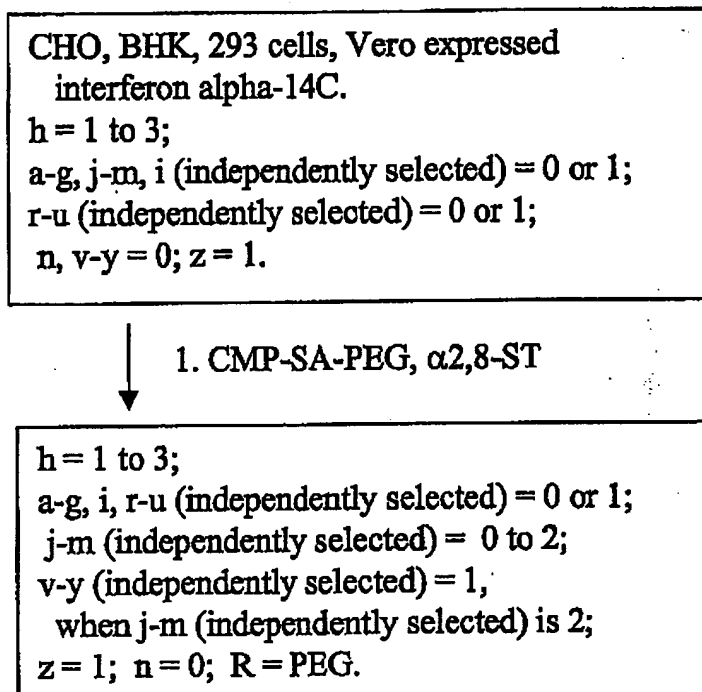 CHO, BHK, 293 cells, Vero expressed
interferon alpha-14C.
h = 1 to 3;
a-g, j-m, i (independently selected) = 0 or 1;
r-u (independently selected) = 0 or 1;
n, v-y = 0; z = 1.
1. CMP-SA-PEG, α2,8-ST
h = 1 to 3;
a-g, i, r-u (independently selected) = 0 or 1;
j-m (independently selected) = 0 to 2;
v-y (independently selected) = 1,
when j-m (independently selected) is 2;
z = 1; n = 0; R = PEG.